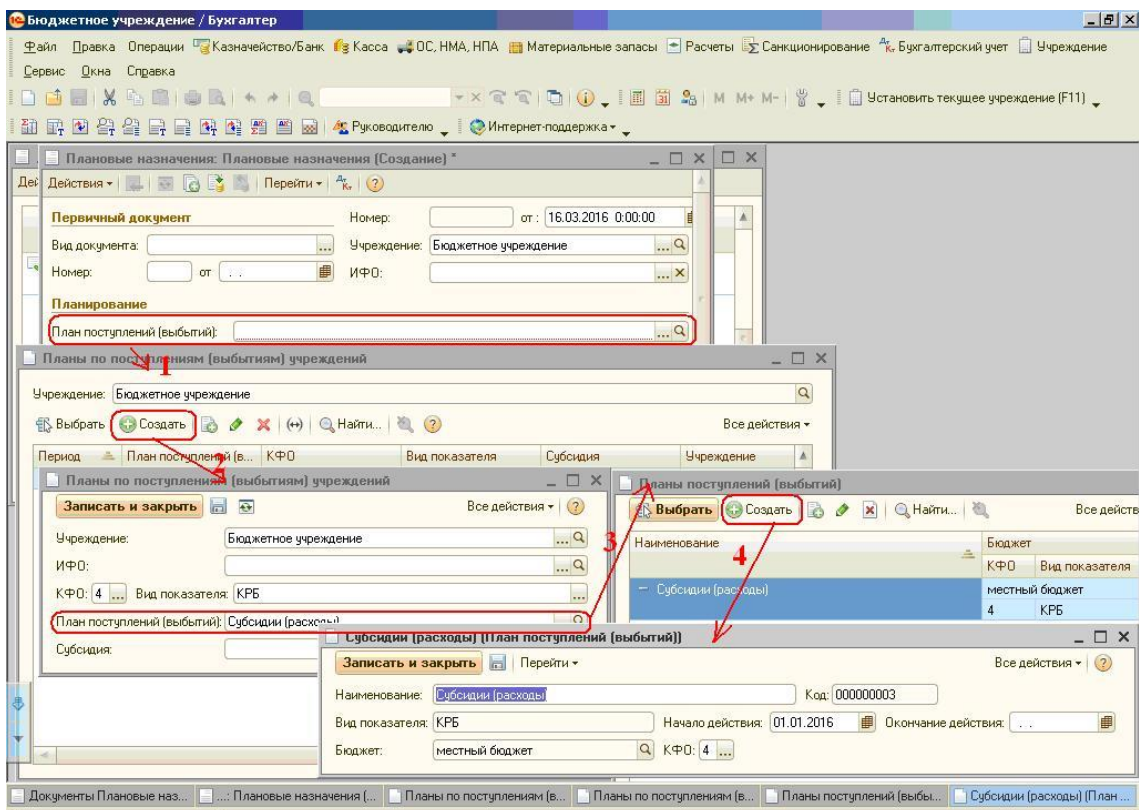 Бюджетное учреждение / Бухгалтер
Файл Правка Операции Казначейство/Банк Касса ОС, НМА, НПА Материальные запасы Расчеты Санкционирование Бухгалтерский учет Учреждение
Сервис Окна Справка
M M+ M- Установить текущее учреждение (F11)
Руководителю Интернет-поддержка
Плановые назначения: Плановые назначения (Создание) *
Дей Действия Перейти
Первичный документ Номер: от: 16.03.2016 0:00:00
Вид документа: ... Учреждение: Бюджетное учреждение ...
Номер: от . . ИФО: ...
Планирование
План поступлений (выбытий): ...
1
Планы по поступлениям (выбытиям) учреждений
Учреждение: Бюджетное учреждение
Выбрать Создать Найти... Все действия
Период План поступлений (в... КФО Вид показателя Субсидия Учреждение
2
Планы по поступлениям (выбытиям) учреждений
Записать и закрыть Все действия
Учреждение: Бюджетное учреждение ...
ИФО: ...
КФО: 4 ... Вид показателя: КРБ ...
План поступлений (выбытий): Субсидии (расходы) ...
Субсидия:
3
Планы поступлений (выбытий)
Выбрать Создать Найти... Все действ
Наименование Бюджет
КФО Вид показателя
Субсидии (расходы) местный бюджет
4 КРБ
4
Субсидии (расходы) (План поступлений (выбытий))
Записать и закрыть Перейти Все действия
Наименование: Субсидии (расходы) Код: 000000003
Вид показателя: КРБ Начало действия: 01.01.2016 Окончание действия: . .
Бюджет: местный бюджет КФО: 4 ...
Документы Плановые наз... ...: Плановые назначения (... Планы по поступлениям (в... Планы по поступлениям (в... Планы поступлений (выбы... Субсидии (расходы) (План ...